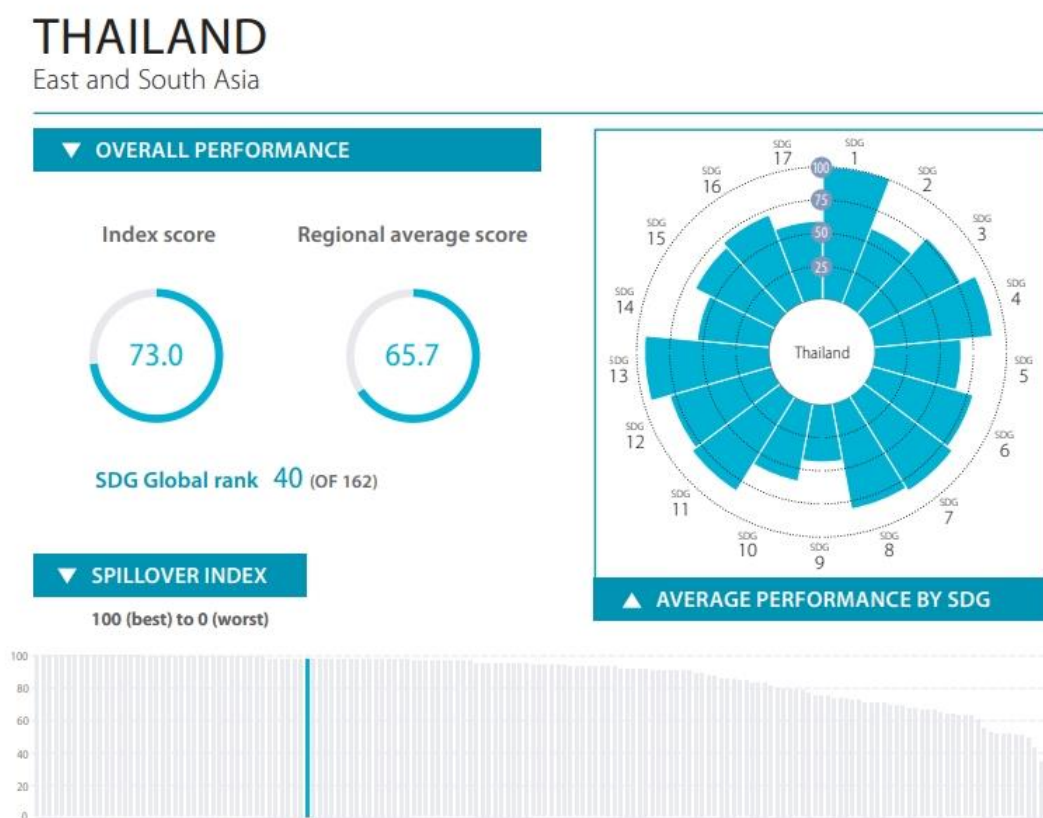 THAILAND
East and South Asia
▼ OVERALL PERFORMANCE
Index score
Regional average score
73.0
65.7
SDG Global rank 40 (OF 162)
SDG
1
SDG
2
SDG
3
SDG
4
SDG
5
SDG
6
SDG
7
SDG
8
SDG
9
SDG
10
SDG
11
SDG
12
SDG
13
SDG
14
SDG
15
SDG
16
SDG
17
100
75
50
25
Thailand
▲ AVERAGE PERFORMANCE BY SDG
▼ SPILLOVER INDEX
100 (best) to 0 (worst)
100
80
60
40
20
0